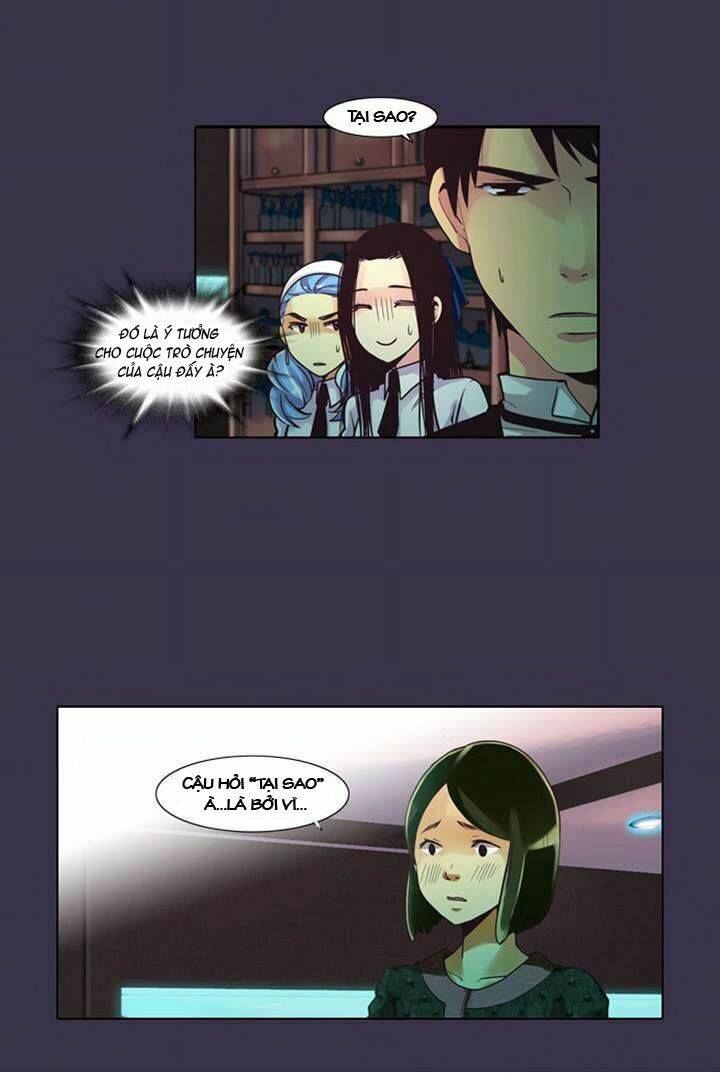 TẠI SAO?
ĐÓ LÀ Ý TƯỞNG
CHO CUỘC TRÒ CHUYỆN
CỦA CẬU ĐẤY À?
CẬU HỎI "TẠI SAO"
À...LÀ BỞI VÌ...